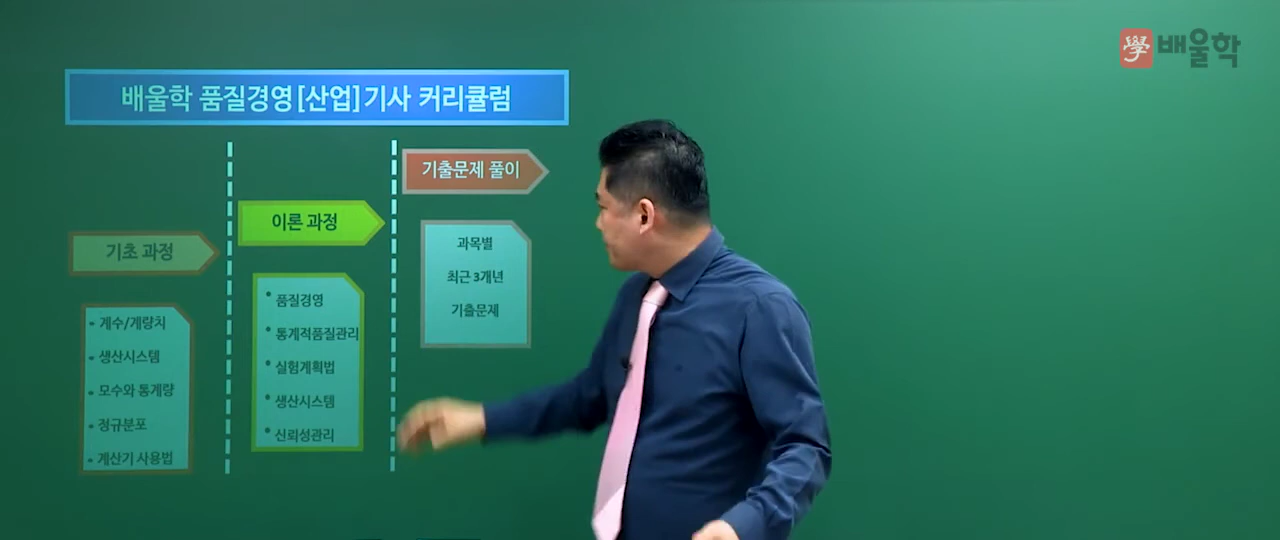 學 배울학
배울학 품질경영[산업]기사 커리큘럼
기초 과정
• 계수/계량치
• 생산시스템
• 모수와 통계량
• 정규분포
• 계산기 사용법
이론 과정
• 품질경영
• 통계적품질관리
• 실험계획법
• 생산시스템
• 신뢰성관리
기출문제 풀이
과목별
최근 3개년
기출문제